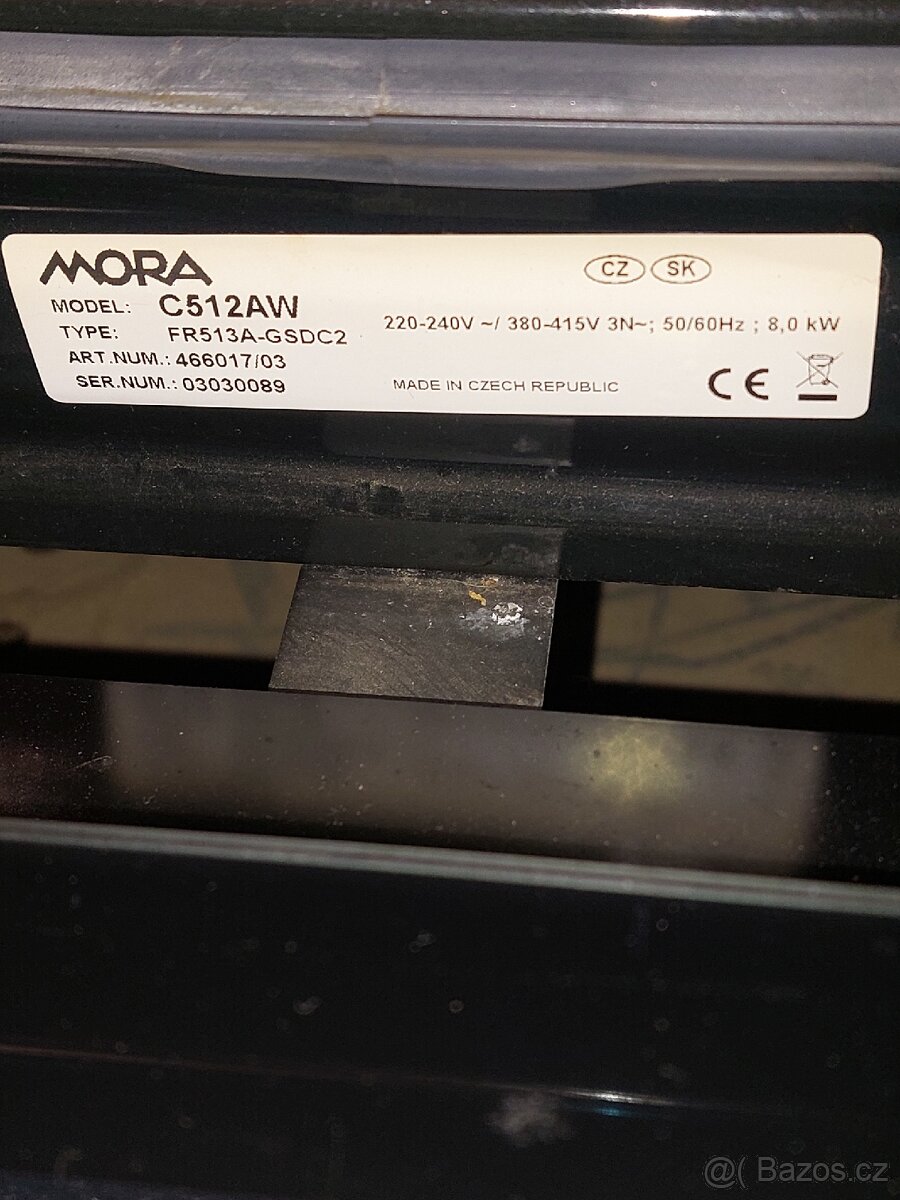 MORA
CZ SK
MODEL: C512AW
TYPE: FR513A-GSDC2
220-240V ~/ 380-415V 3N~; 50/60Hz ; 8,0 kW
ART.NUM.: 466017/03
SER.NUM.: 03030089
MADE IN CZECH REPUBLIC
CE
@( Bazos.cz